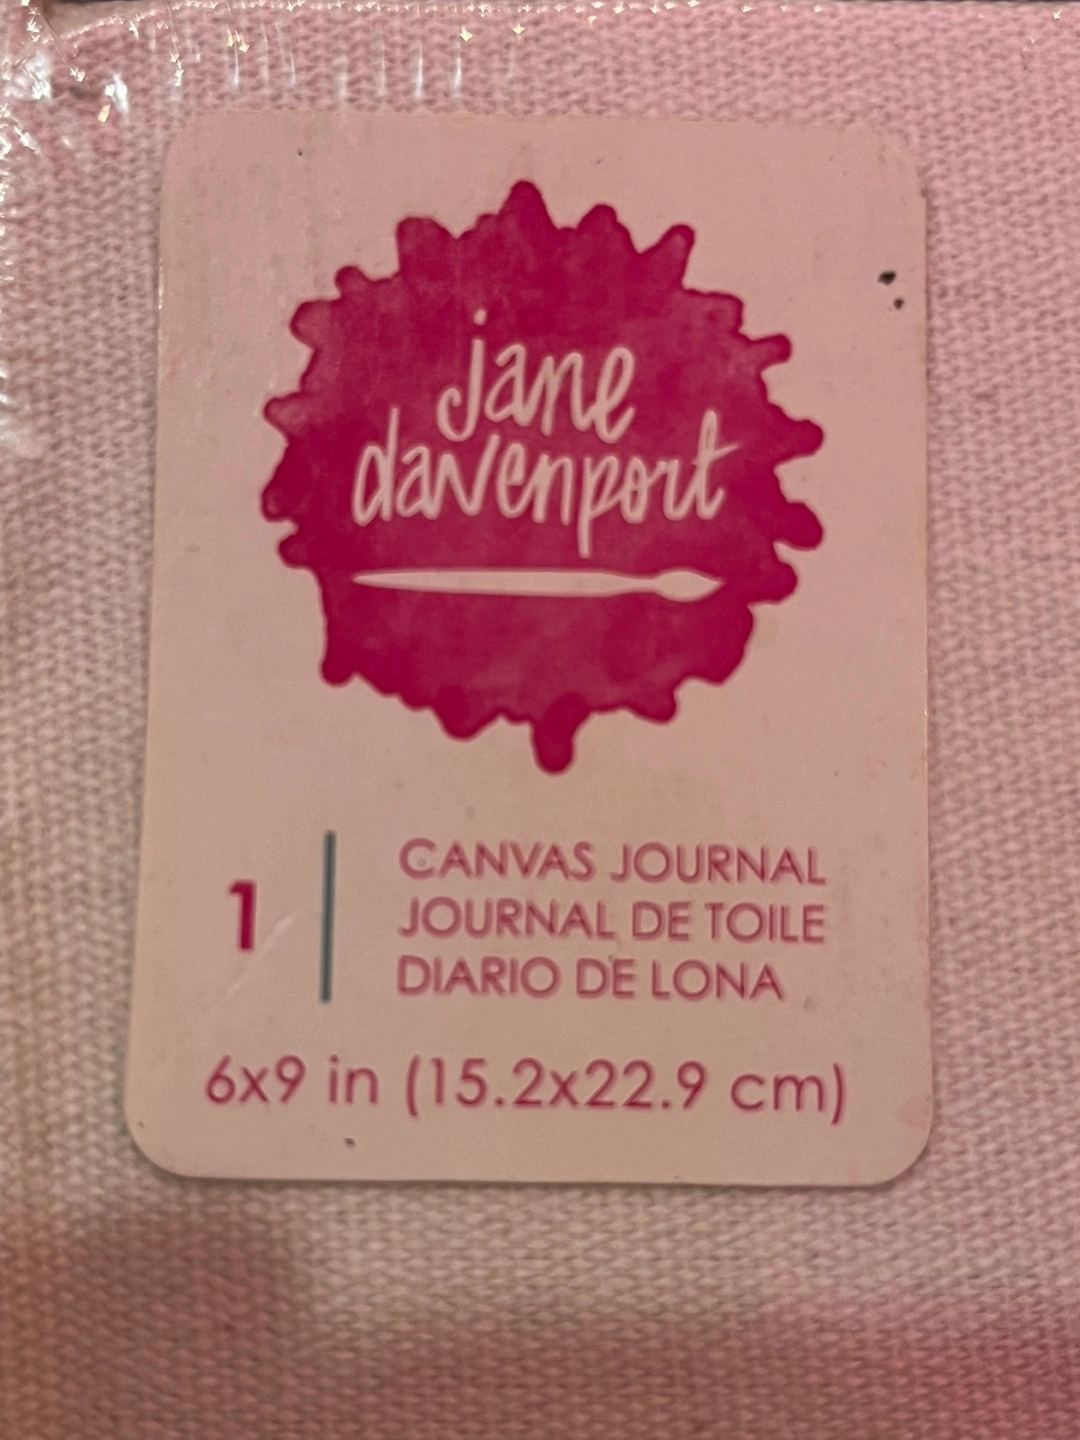 jane
davenport
1
CANVAS JOURNAL
JOURNAL DE TOILE
DIARIO DE LONA
6x9 in (15.2x22.9 cm)